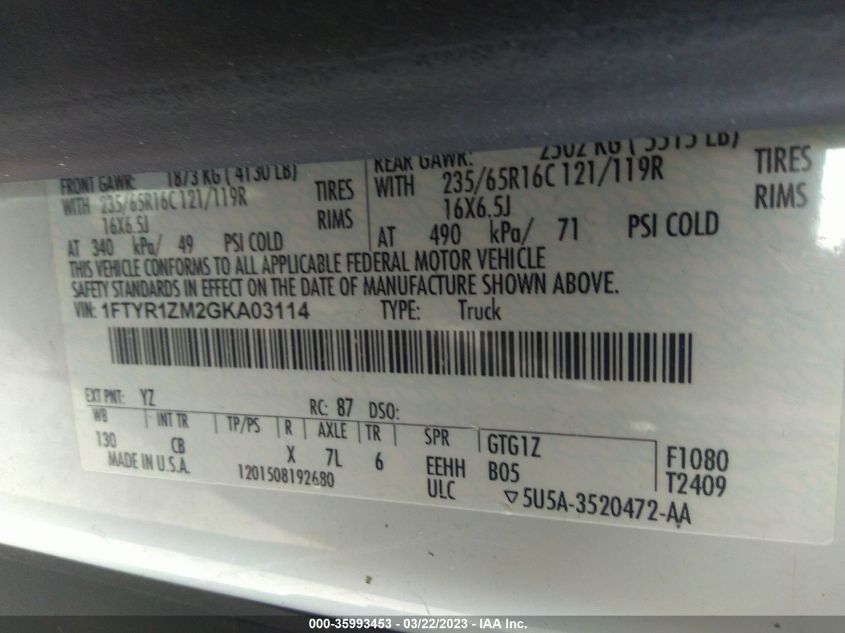 FRONT GAWR: 1873 KG ( 4130 LB)
WITH 235/65R16C 121/119R TIRES
16X6.5J RIMS
AT 340 kPa/ 49 PSI COLD
REAR GAWR: 2502 KG ( 5515 LB)
WITH 235/65R16C 121/119R TIRES
16X6.5J RIMS
AT 490 kPa/ 71 PSI COLD
THIS VEHICLE CONFORMS TO ALL APPLICABLE FEDERAL MOTOR VEHICLE
SAFETY STANDARDS IN EFFECT ON THE DATE OF MANUFACTURE SHOWN ABOVE.
VIN: 1FTYR1ZM2GKA03114 TYPE: Truck
EXT PNT: YZ RC: 87 DSO:
WB INT TR TP/PS R AXLE TR SPR GTG1Z F1080
130 CB X 7L 6 EEHH B05 T2409
MADE IN U.S.A. 1201508192680 ULC ▽5U5A-3520472-AA
000-35993453 - 03/22/2023 - IAA Inc.